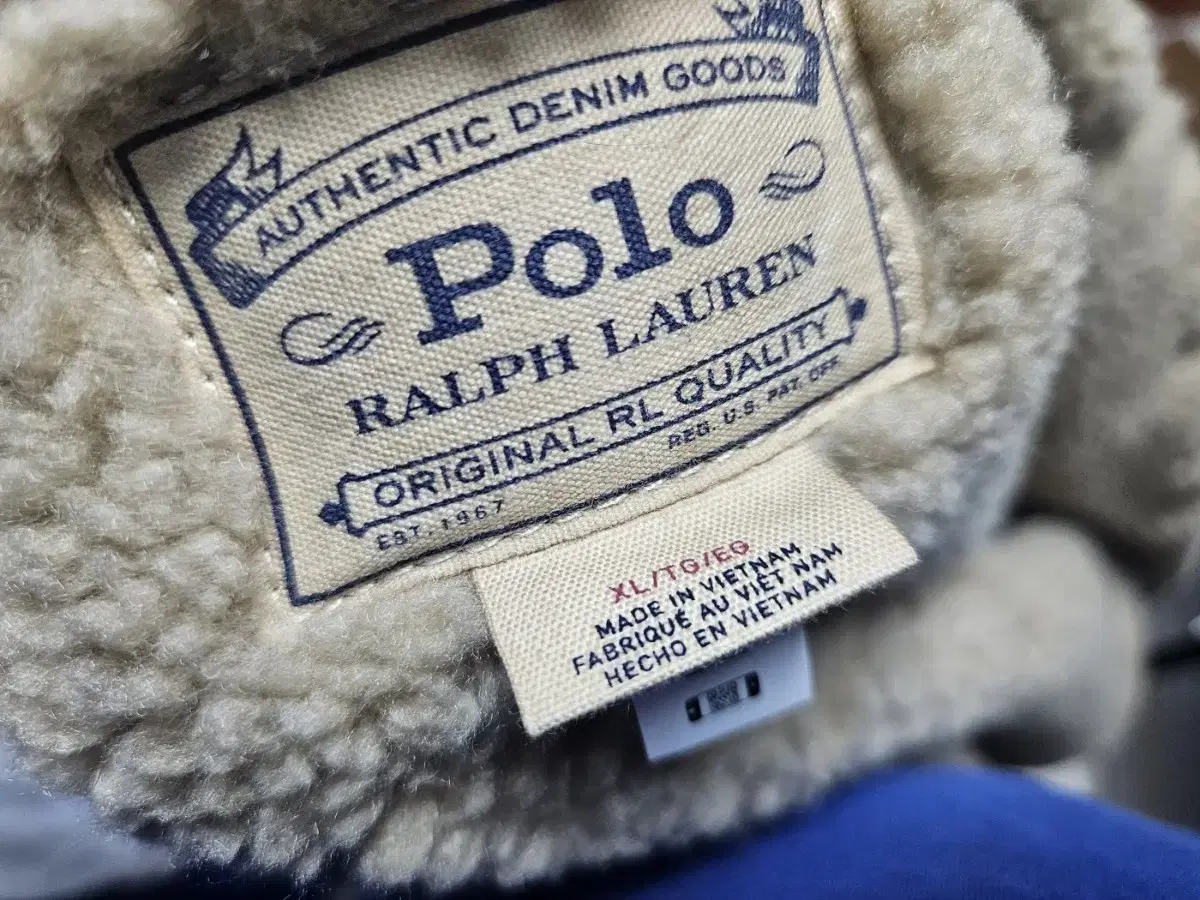 AUTHENTIC DENIM GOODS
Polo
RALPH LAUREN
ORIGINAL RL QUALITY
EST. 1967 REG. U.S. PAT. OFF.
XL/TG/EG
MADE IN VIETNAM
FABRIQUÉ AU VIÊT NAM
HECHO EN VIETNAM